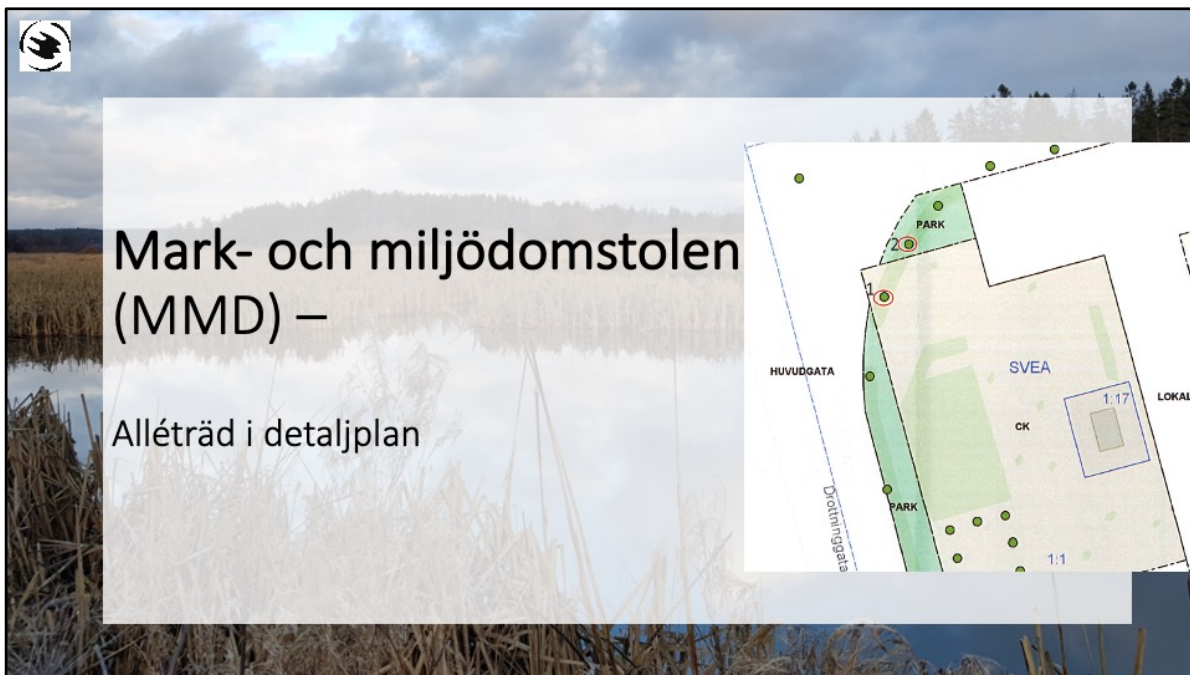 Mark- och miljödomstolen
(MMD) –
Alléträd i detaljplan
PARK
2
1
HUVUDGATA
SVEA
1:17
LOKAL
CK
Drottninggata
PARK
1:1